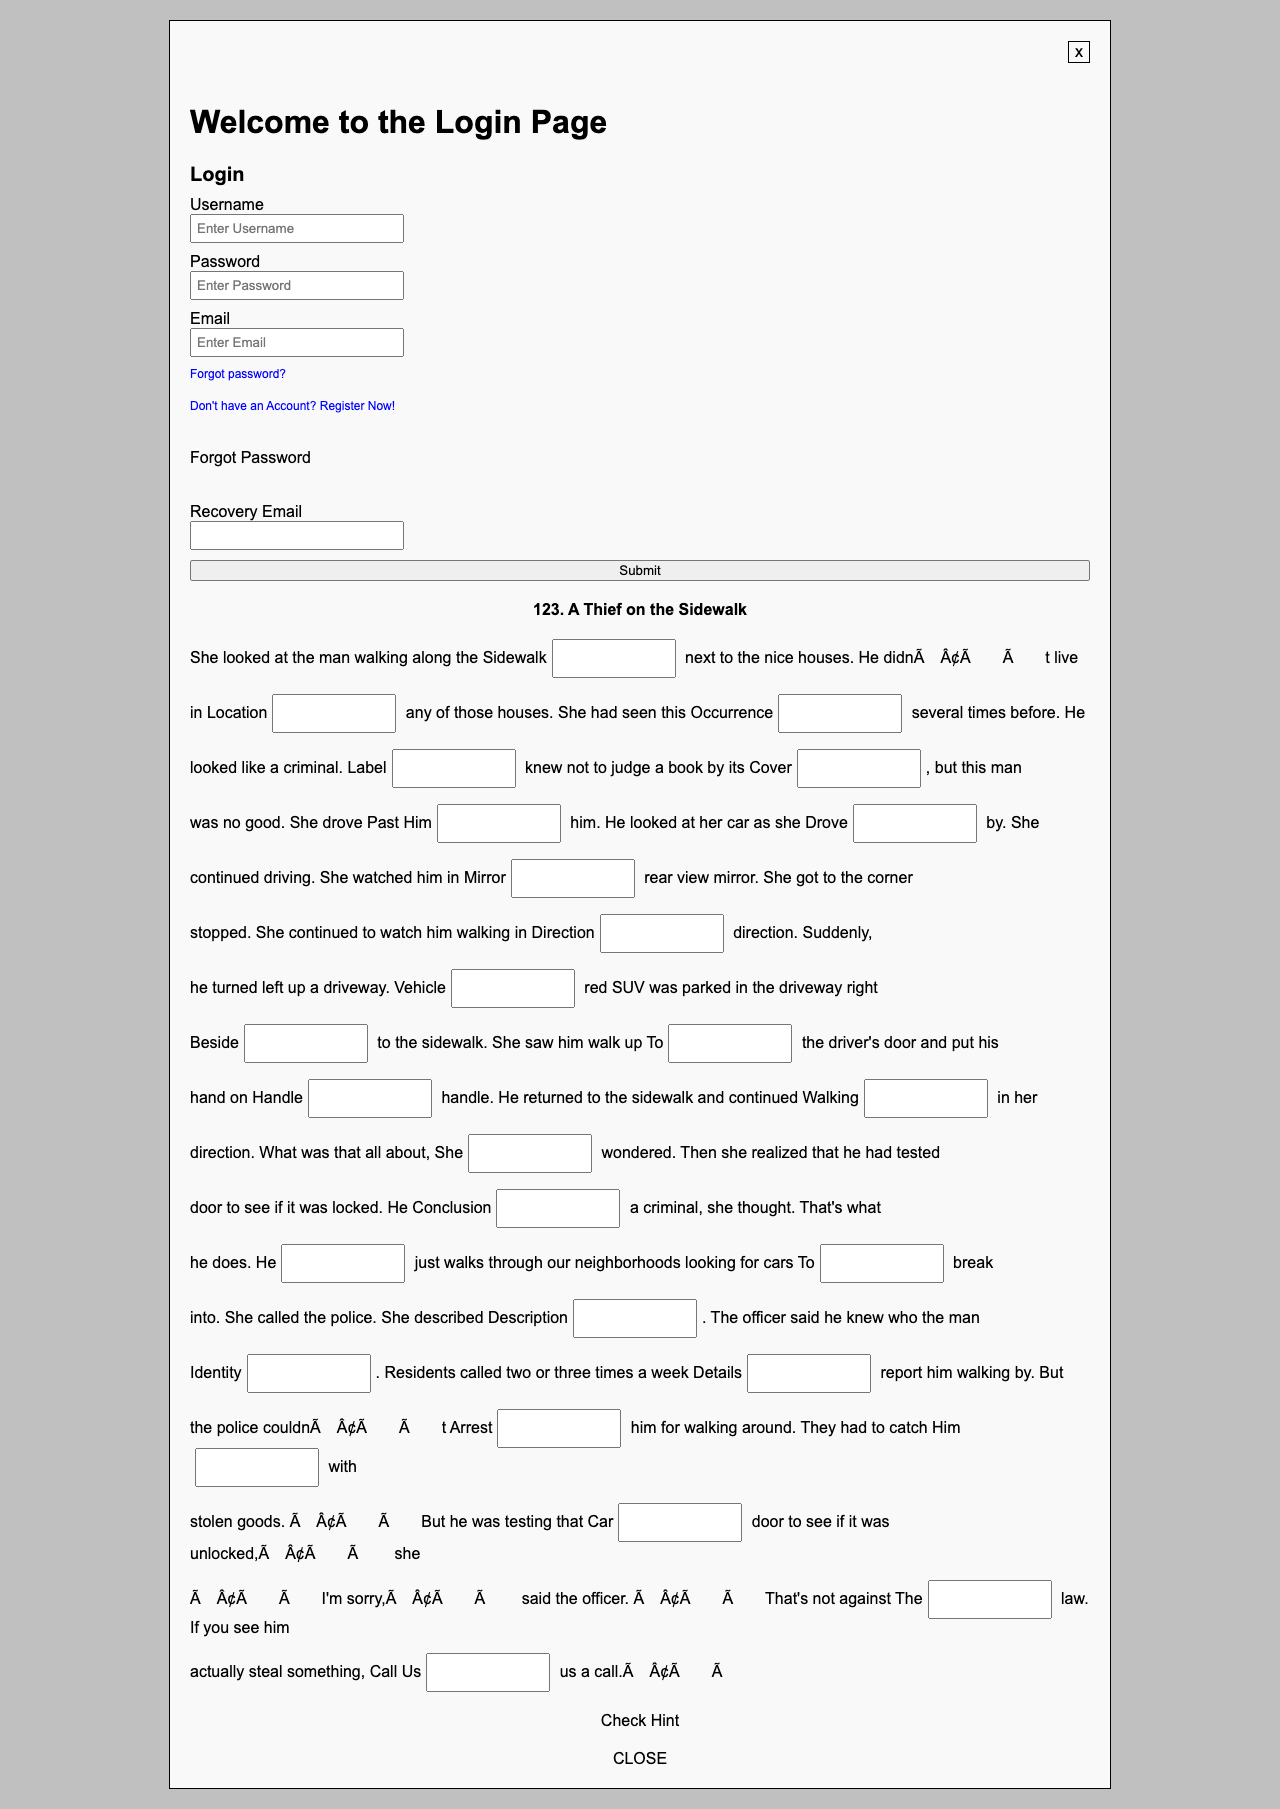 X
Welcome to the Login Page
Login
Username
Enter Username
Password
Enter Password
Email
Enter Email
Forgot password?
Don't have an Account? Register Now!
Forgot Password
Recovery Email
Submit
123. A Thief on the Sidewalk
She looked at the man walking along the Sidewalk next to the nice houses. He didnÃ Â¢Ã Ã t live
in Location any of those houses. She had seen this Occurrence several times before. He
looked like a criminal. Label knew not to judge a book by its Cover , but this man
was no good. She drove Past Him him. He looked at her car as she Drove by. She
continued driving. She watched him in Mirror rear view mirror. She got to the corner
stopped. She continued to watch him walking in Direction direction. Suddenly,
he turned left up a driveway. Vehicle red SUV was parked in the driveway right
Beside to the sidewalk. She saw him walk up To the driver's door and put his
hand on Handle handle. He returned to the sidewalk and continued Walking in her
direction. What was that all about, She wondered. Then she realized that he had tested
door to see if it was locked. He Conclusion a criminal, she thought. That's what
he does. He just walks through our neighborhoods looking for cars To break
into. She called the police. She described Description . The officer said he knew who the man
Identity . Residents called two or three times a week Details report him walking by. But
the police couldnÃ Â¢Ã Ã t Arrest him for walking around. They had to catch Him
with
stolen goods. Ã Â¢Ã Ã But he was testing that Car door to see if it was
unlocked,Ã Â¢Ã Ã she
Ã Â¢Ã Ã I'm sorry,Ã Â¢Ã Ã said the officer. Ã Â¢Ã Ã That's not against The law.
If you see him
actually steal something, Call Us us a call.Ã Â¢Ã Ã
Check Hint
CLOSE